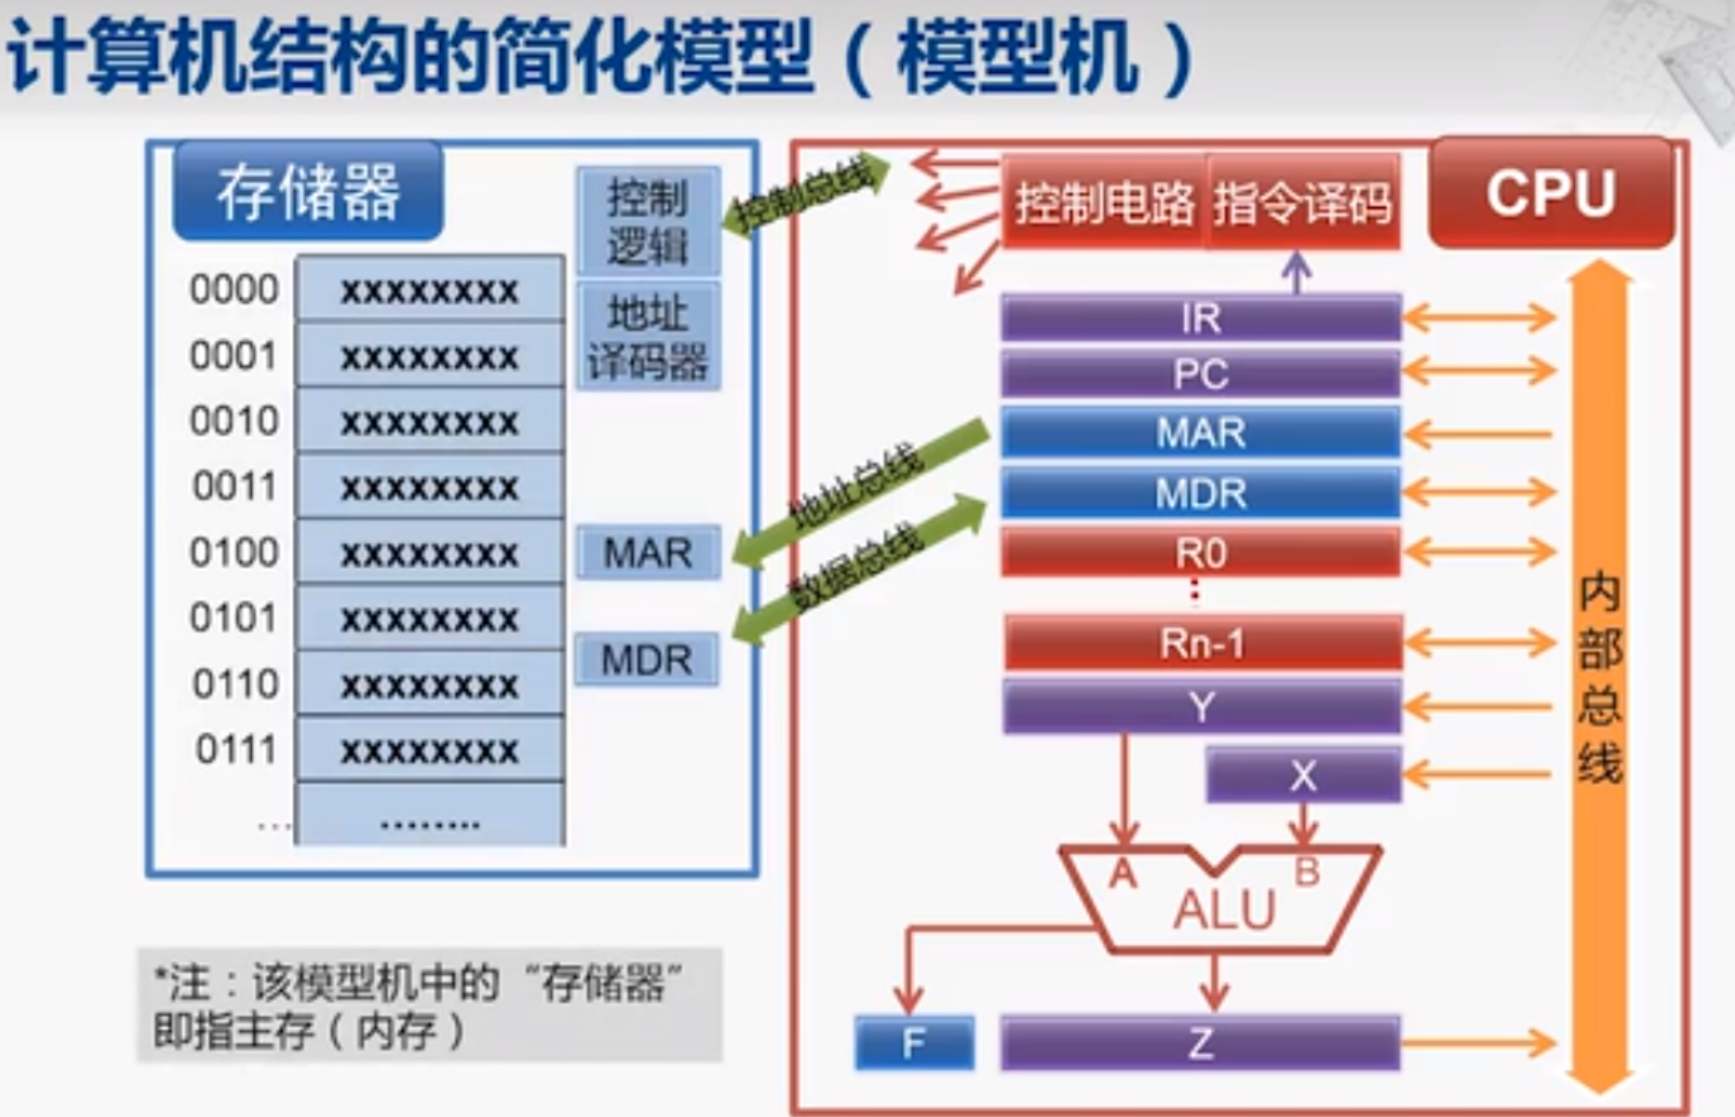 计算机结构的简化模型（模型机）
存储器
控制
逻辑
地址
译码器
0000 xxxxxxxx
0001 xxxxxxxx
0010 xxxxxxxx
0011 xxxxxxxx
0100 xxxxxxxx
0101 xxxxxxxx
0110 xxxxxxxx
0111 xxxxxxxx
... ........
MAR
MDR
控制总线
地址总线
数据总线
控制电路 指令译码
CPU
IR
PC
MAR
MDR
R0
⋮
Rn-1
Y
X
A B
ALU
F
Z
内部总线
*注：该模型机中的“存储器”
即指主存（内存）